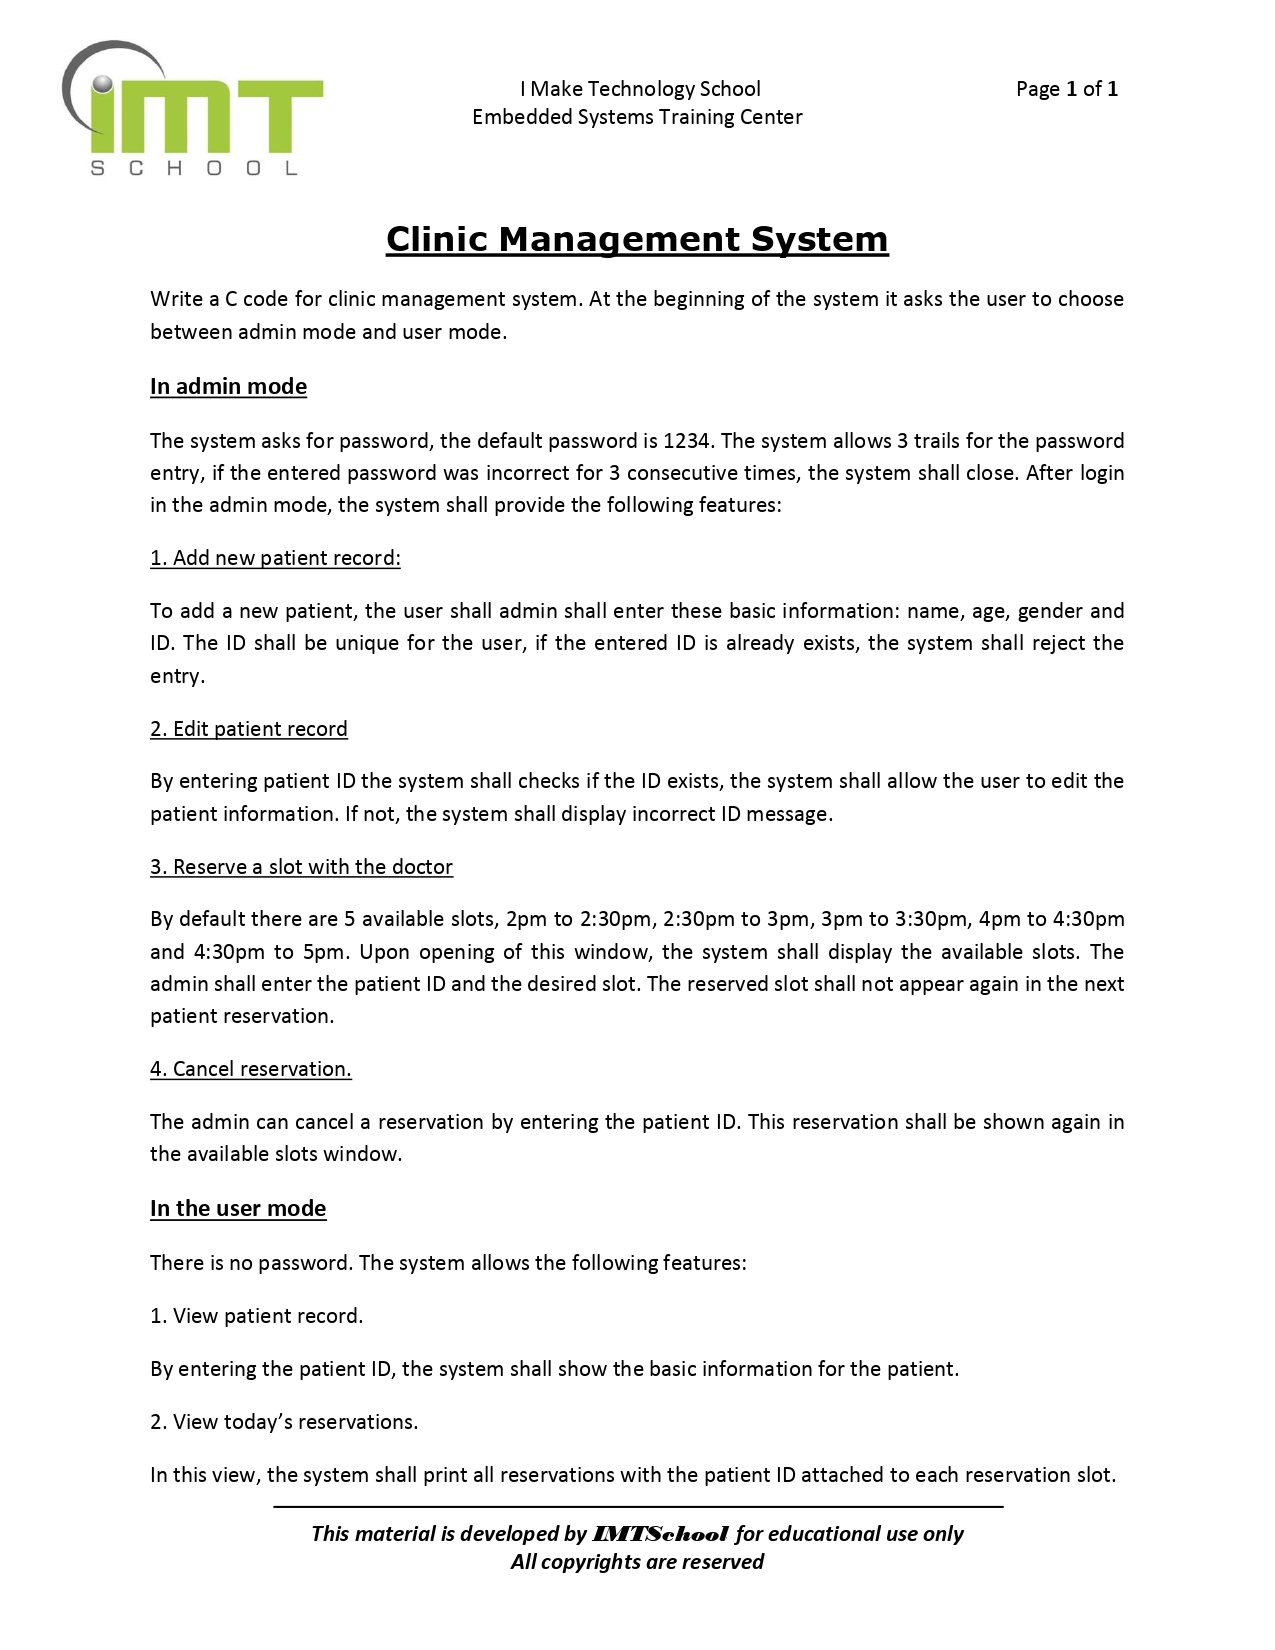 iMT
SCHOOL
I Make Technology School
Embedded Systems Training Center
Page 1 of 1
Clinic Management System
Write a C code for clinic management system. At the beginning of the system it asks the user to choose
between admin mode and user mode.
In admin mode
The system asks for password, the default password is 1234. The system allows 3 trails for the password
entry, if the entered password was incorrect for 3 consecutive times, the system shall close. After login
in the admin mode, the system shall provide the following features:
1. Add new patient record:
To add a new patient, the user shall admin shall enter these basic information: name, age, gender and
ID. The ID shall be unique for the user, if the entered ID is already exists, the system shall reject the
entry.
2. Edit patient record
By entering patient ID the system shall checks if the ID exists, the system shall allow the user to edit the
patient information. If not, the system shall display incorrect ID message.
3. Reserve a slot with the doctor
By default there are 5 available slots, 2pm to 2:30pm, 2:30pm to 3pm, 3pm to 3:30pm, 4pm to 4:30pm
and 4:30pm to 5pm. Upon opening of this window, the system shall display the available slots. The
admin shall enter the patient ID and the desired slot. The reserved slot shall not appear again in the next
patient reservation.
4. Cancel reservation.
The admin can cancel a reservation by entering the patient ID. This reservation shall be shown again in
the available slots window.
In the user mode
There is no password. The system allows the following features:
1. View patient record.
By entering the patient ID, the system shall show the basic information for the patient.
2. View today’s reservations.
In this view, the system shall print all reservations with the patient ID attached to each reservation slot.
This material is developed by IMTSchool for educational use only
All copyrights are reserved